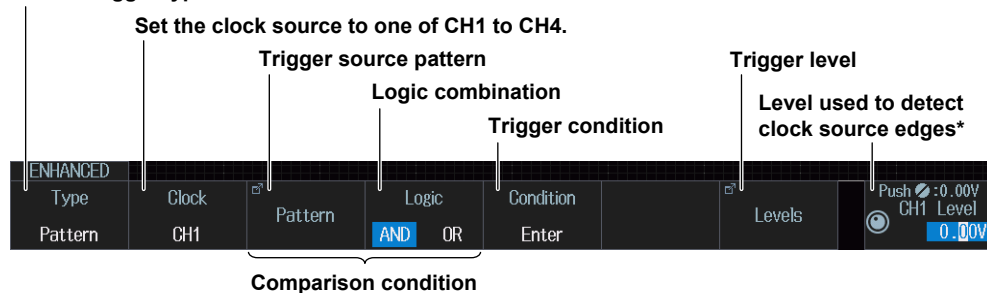 Set the clock source to one of CH1 to CH4.
Trigger source pattern
Trigger level
Logic combination
Level used to detect
clock source edges*
Trigger condition
ENHANCED
Type
Clock
Pattern
Logic
Condition
Levels
Push :0.00V
CH1 Level
Pattern
CH1
AND OR
Enter
0.00V
Comparison condition